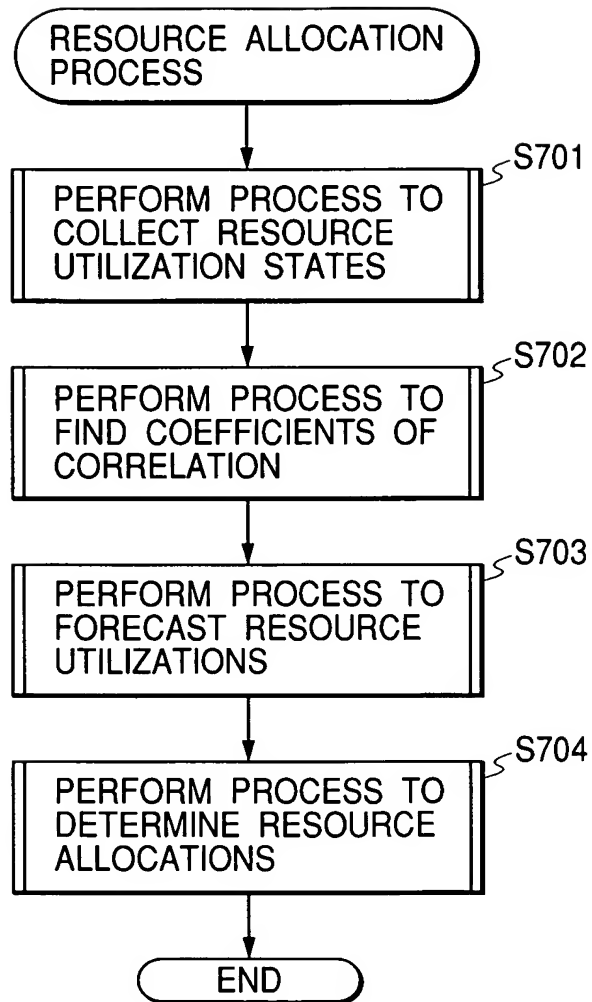 RESOURCE ALLOCATION
PROCESS
S701
PERFORM PROCESS TO
COLLECT RESOURCE
UTILIZATION STATES
S702
PERFORM PROCESS TO
FIND COEFFICIENTS OF
CORRELATION
S703
PERFORM PROCESS TO
FORECAST RESOURCE
UTILIZATIONS
S704
PERFORM PROCESS TO
DETERMINE RESOURCE
ALLOCATIONS
END